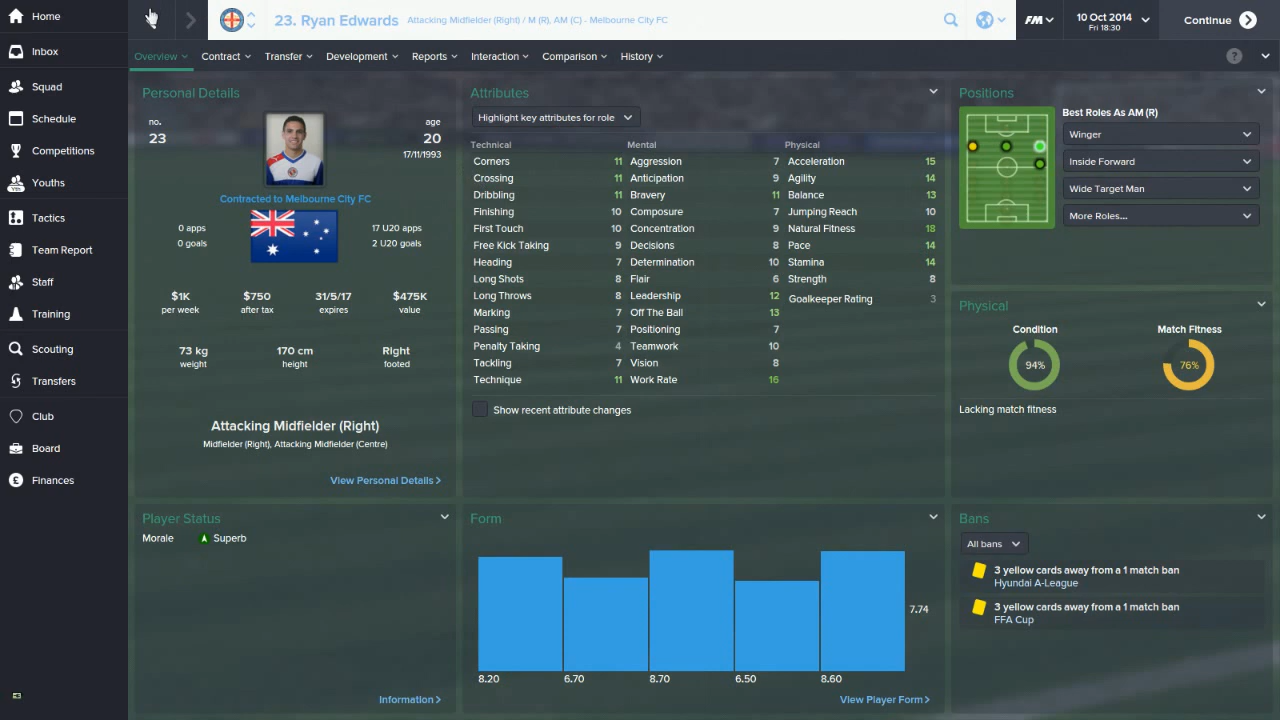 Home
Inbox
Squad
Schedule
Competitions
Youths
Tactics
Team Report
Staff
Training
Scouting
Transfers
Club
Board
Finances
23. Ryan Edwards
Attacking Midfielder (Right) / M (R), AM (C) - Melbourne City FC
FM
10 Oct 2014
Fri 18:30
Continue
Overview Contract Transfer Development Reports Interaction Comparison History
?
Personal Details
no.
23
age
20
17/11/1993
Contracted to Melbourne City FC
0 apps
0 goals
17 U20 apps
2 U20 goals
$1K
per week
$750
after tax
31/5/17
expires
$475K
value
73 kg
weight
170 cm
height
Right
footed
Attacking Midfielder (Right)
Midfielder (Right), Attacking Midfielder (Centre)
View Personal Details >
Attributes
Highlight key attributes for role
Technical Mental Physical
Corners 11 Aggression 7 Acceleration 15
Crossing 11 Anticipation 9 Agility 14
Dribbling 11 Bravery 11 Balance 13
Finishing 10 Composure 7 Jumping Reach 10
First Touch 10 Concentration 9 Natural Fitness 18
Free Kick Taking 9 Decisions 8 Pace 14
Heading 7 Determination 10 Stamina 14
Long Shots 8 Flair 6 Strength 8
Long Throws 8 Leadership 12 Goalkeeper Rating 3
Marking 7 Off The Ball 13
Passing 7 Positioning 7
Penalty Taking 4 Teamwork 10
Tackling 7 Vision 8
Technique 11 Work Rate 16
Show recent attribute changes
Positions
Best Roles As AM (R)
Winger
Inside Forward
Wide Target Man
More Roles...
Physical
Condition
94%
Match Fitness
76%
Lacking match fitness
Player Status
Morale Superb
Information >
Form
7.74
8.20 6.70 8.70 6.50 8.60
View Player Form >
Bans
All bans
3 yellow cards away from a 1 match ban
Hyundai A-League
3 yellow cards away from a 1 match ban
FFA Cup